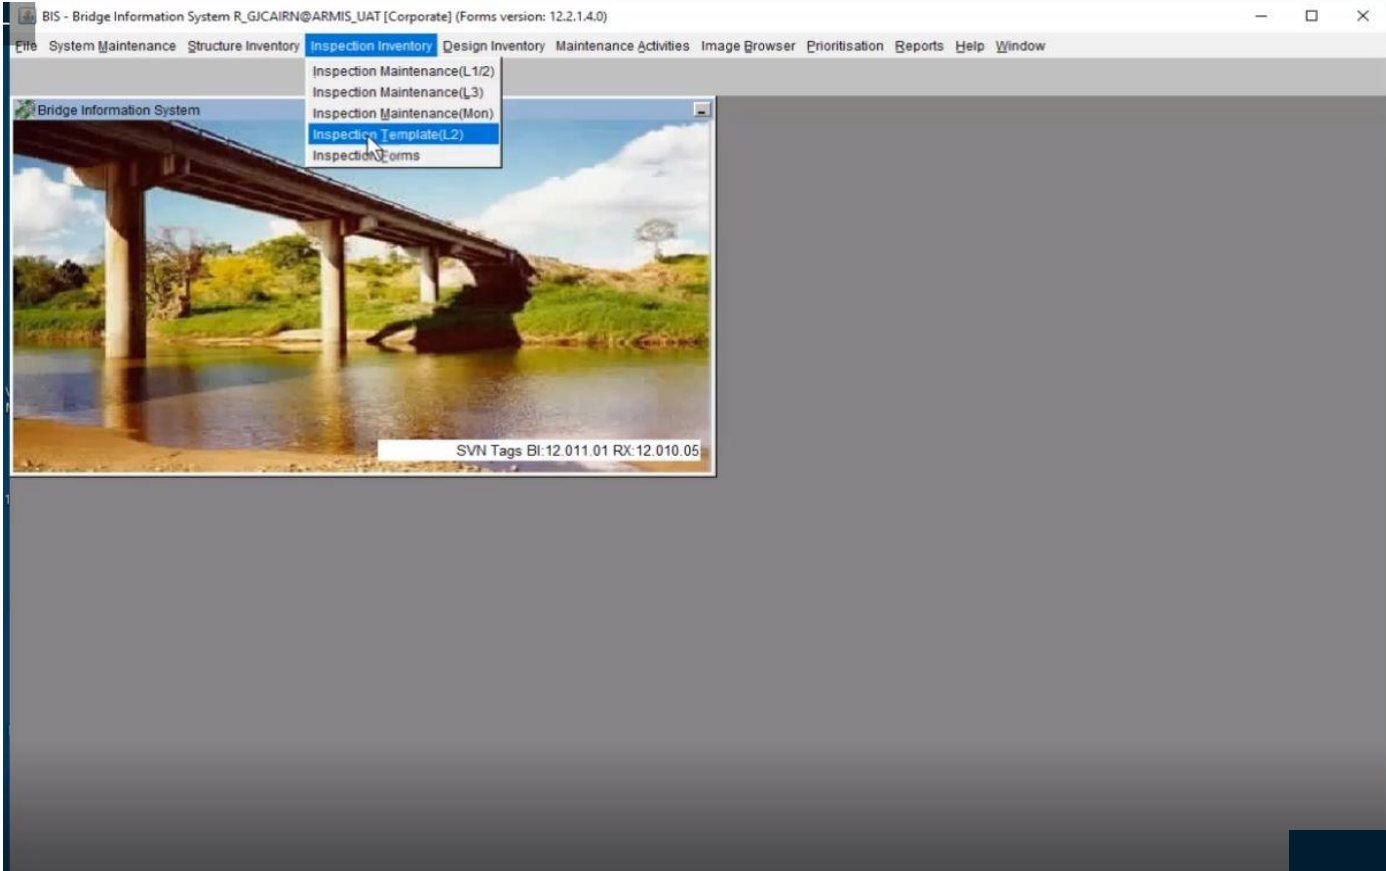 BIS - Bridge Information System R_GJCAIRN@ARMIS_UAT [Corporate] (Forms version: 12.2.1.4.0)
File System Maintenance Structure Inventory Inspection Inventory Design Inventory Maintenance Activities Image Browser Prioritisation Reports Help Window
Inspection Maintenance(L1/2)
Inspection Maintenance(L3)
Inspection Maintenance(Mon)
Inspection Template(L2)
Inspection Forms
Bridge Information System
SVN Tags BI:12.011.01 RX:12.010.05